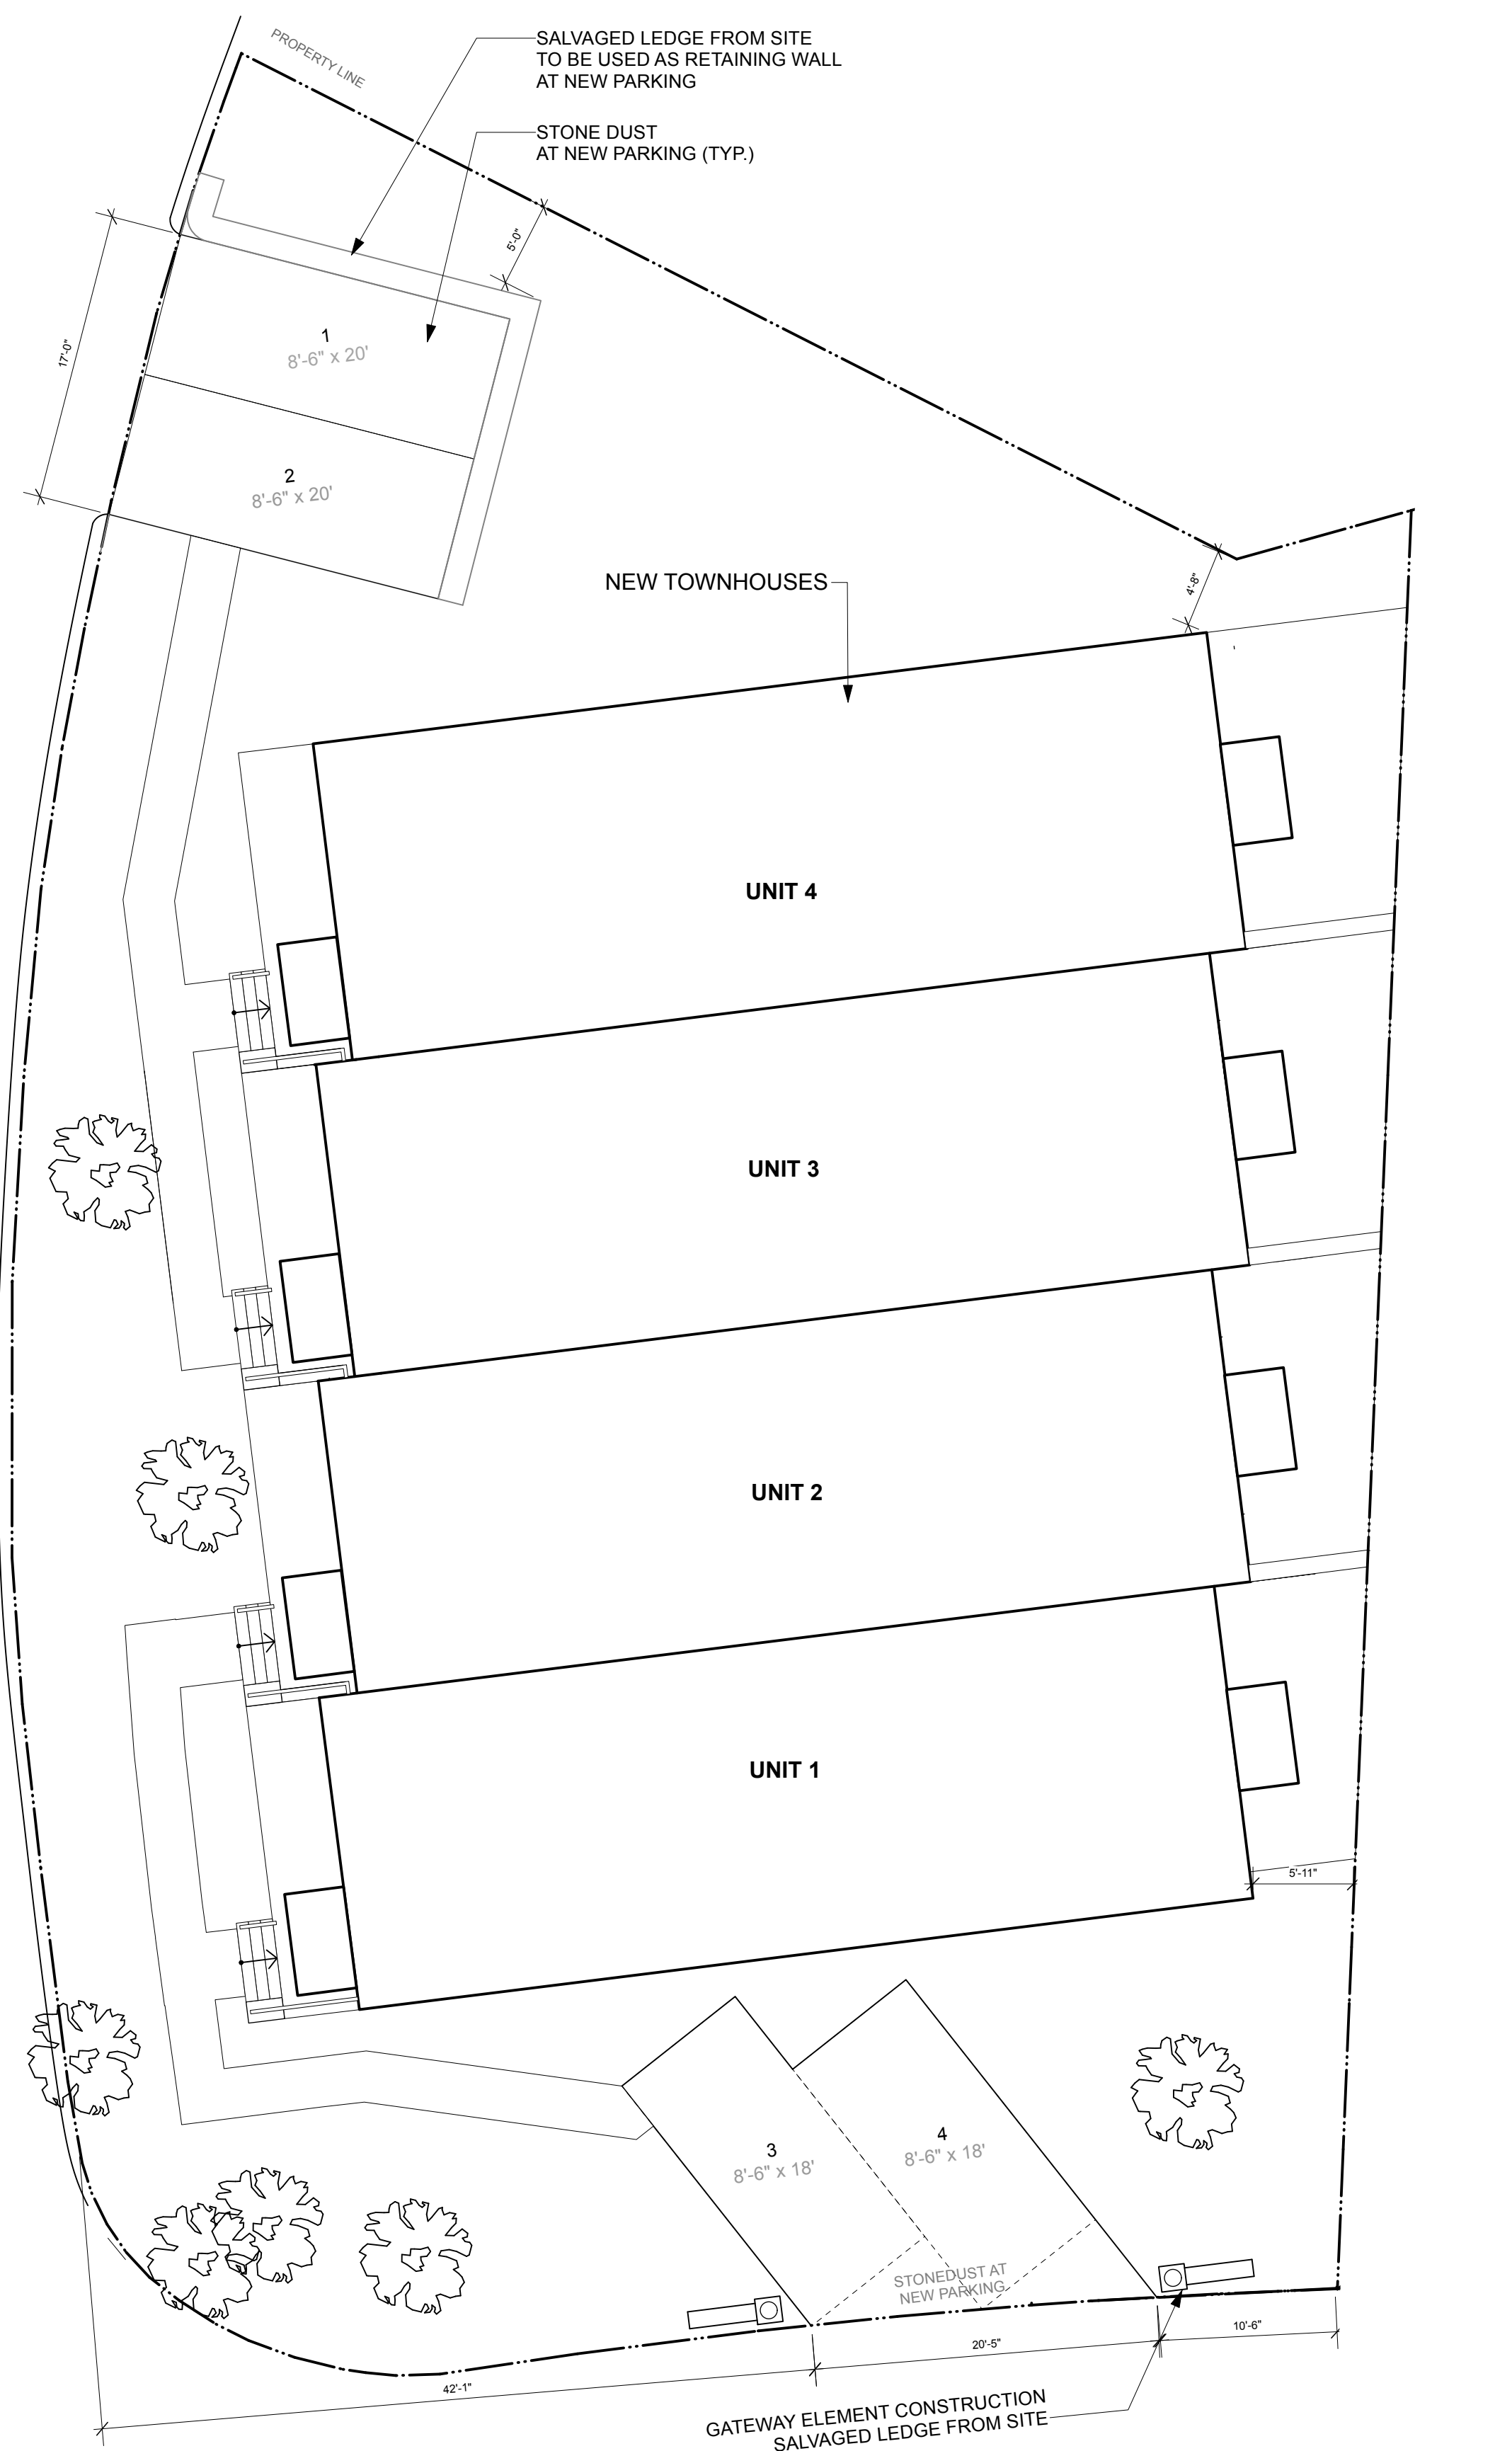 PROPERTY LINE
SALVAGED LEDGE FROM SITE
TO BE USED AS RETAINING WALL
AT NEW PARKING
STONE DUST
AT NEW PARKING (TYP.)
5'-0"
17'-0"
1
8'-6" x 20'
2
8'-6" x 20'
NEW TOWNHOUSES
4'-8"
UNIT 4
UNIT 3
UNIT 2
UNIT 1
5'-11"
3
8'-6" x 18'
4
8'-6" x 18'
STONEDUST AT
NEW PARKING
10'-6"
20'-5"
42'-1"
GATEWAY ELEMENT CONSTRUCTION
SALVAGED LEDGE FROM SITE